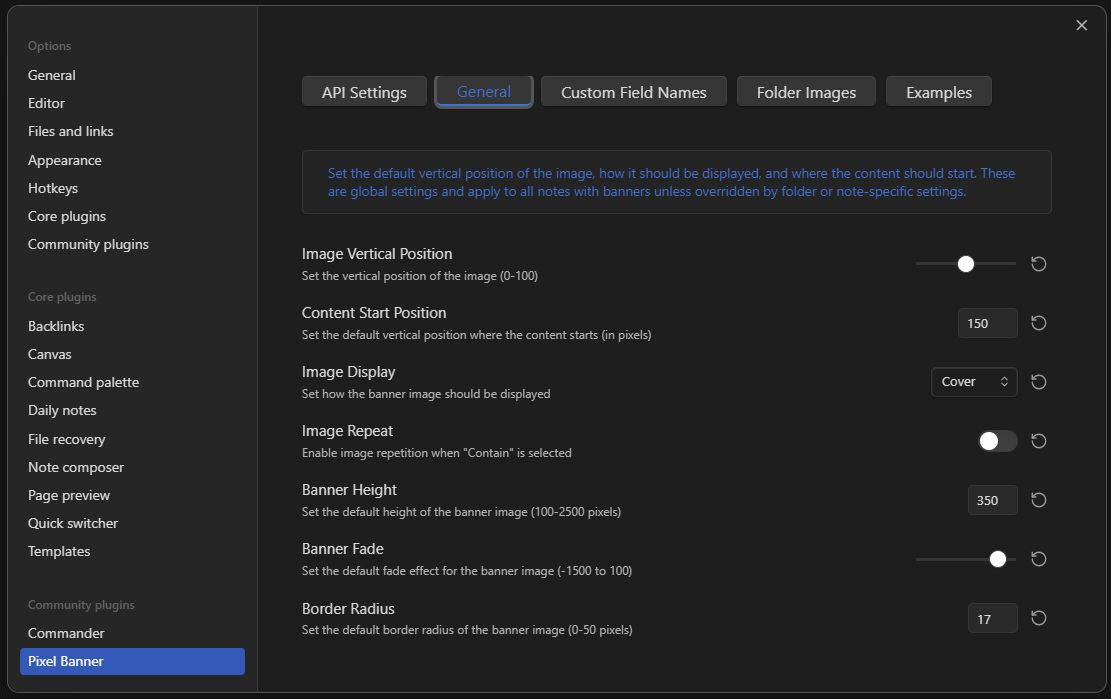 Options
General
Editor
Files and links
Appearance
Hotkeys
Core plugins
Community plugins
Core plugins
Backlinks
Canvas
Command palette
Daily notes
File recovery
Note composer
Page preview
Quick switcher
Templates
Community plugins
Commander
Pixel Banner
API Settings
General
Custom Field Names
Folder Images
Examples
Set the default vertical position of the image, how it should be displayed, and where the content should start. These
are global settings and apply to all notes with banners unless overridden by folder or note-specific settings.
Image Vertical Position
Set the vertical position of the image (0-100)
Content Start Position
Set the default vertical position where the content starts (in pixels)
150
Image Display
Set how the banner image should be displayed
Cover
Image Repeat
Enable image repetition when "Contain" is selected
Banner Height
Set the default height of the banner image (100-2500 pixels)
350
Banner Fade
Set the default fade effect for the banner image (-1500 to 100)
Border Radius
Set the default border radius of the banner image (0-50 pixels)
17